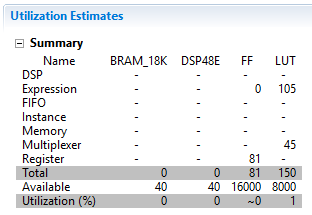 Utilization Estimates
Summary
Name BRAM_18K DSP48E FF LUT
DSP - - - -
Expression - - 0 105
FIFO - - - -
Instance - - - -
Memory - - - -
Multiplexer - - - 45
Register - - 81 -
Total 0 0 81 150
Available 40 40 16000 8000
Utilization (%) 0 0 ~0 1